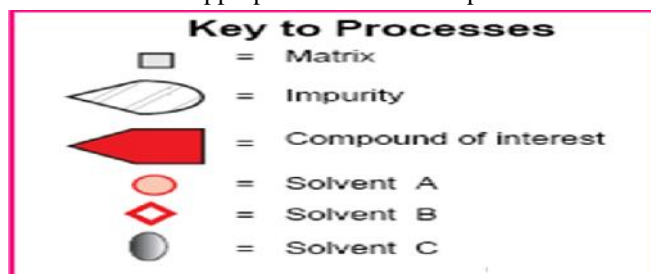 Key to Processes
= Matrix
= Impurity
= Compound of interest
= Solvent A
= Solvent B
= Solvent C